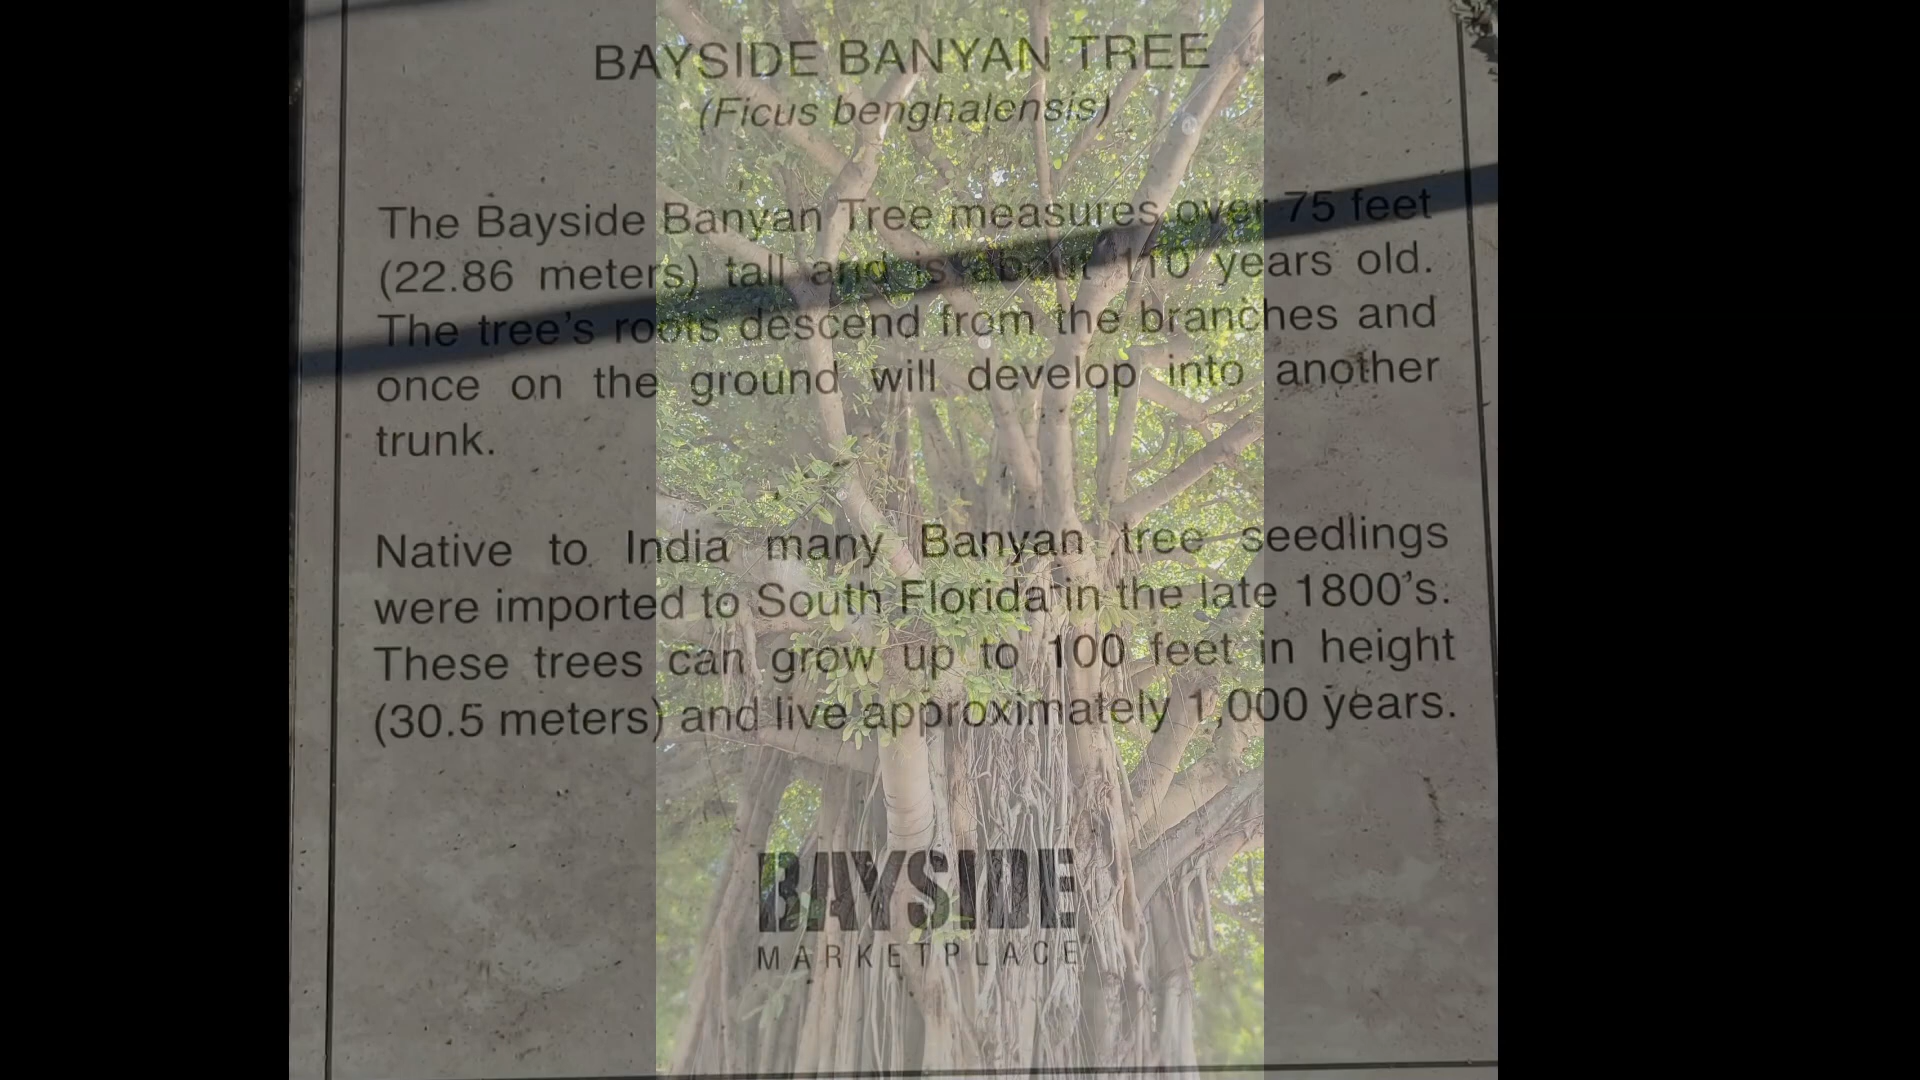 BAYSIDE BANYAN TREE
(Ficus benghalensis)
The Bayside Banyan Tree measures over 75 feet
(22.86 meters) tall and is about 110 years old.
The tree's roots descend from the branches and
once on the ground will develop into another
trunk.
Native to India many Banyan tree seedlings
were imported to South Florida in the late 1800's.
These trees can grow up to 100 feet in height
(30.5 meters) and live approximately 1,000 years.
BAYSIDE
MARKETPLACE